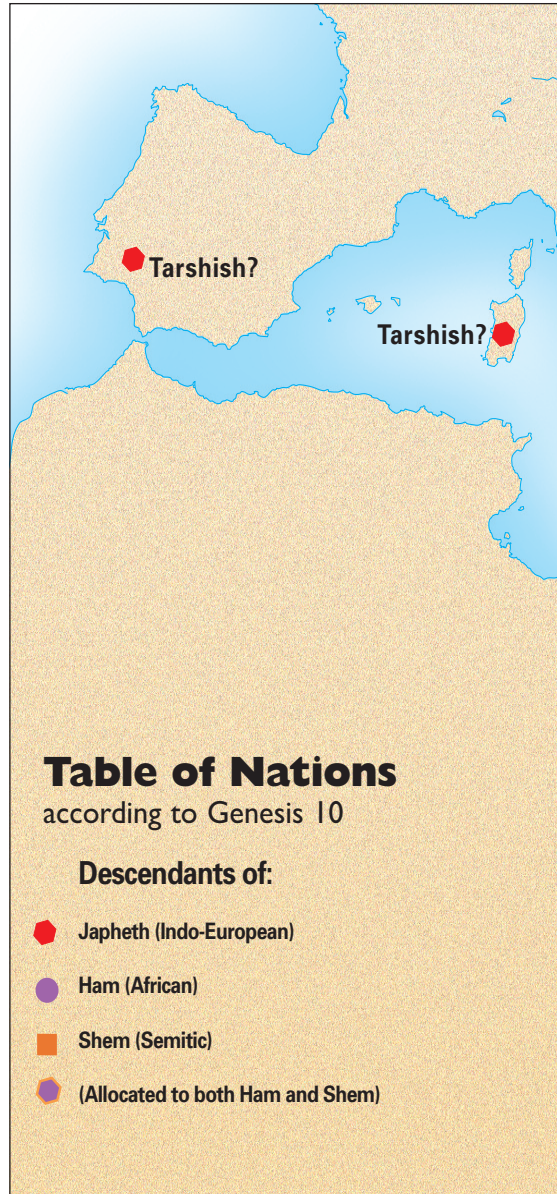 Tarshish?
Tarshish?
Table of Nations
according to Genesis 10
Descendants of:
Japheth (Indo-European)
Ham (African)
Shem (Semitic)
(Allocated to both Ham and Shem)